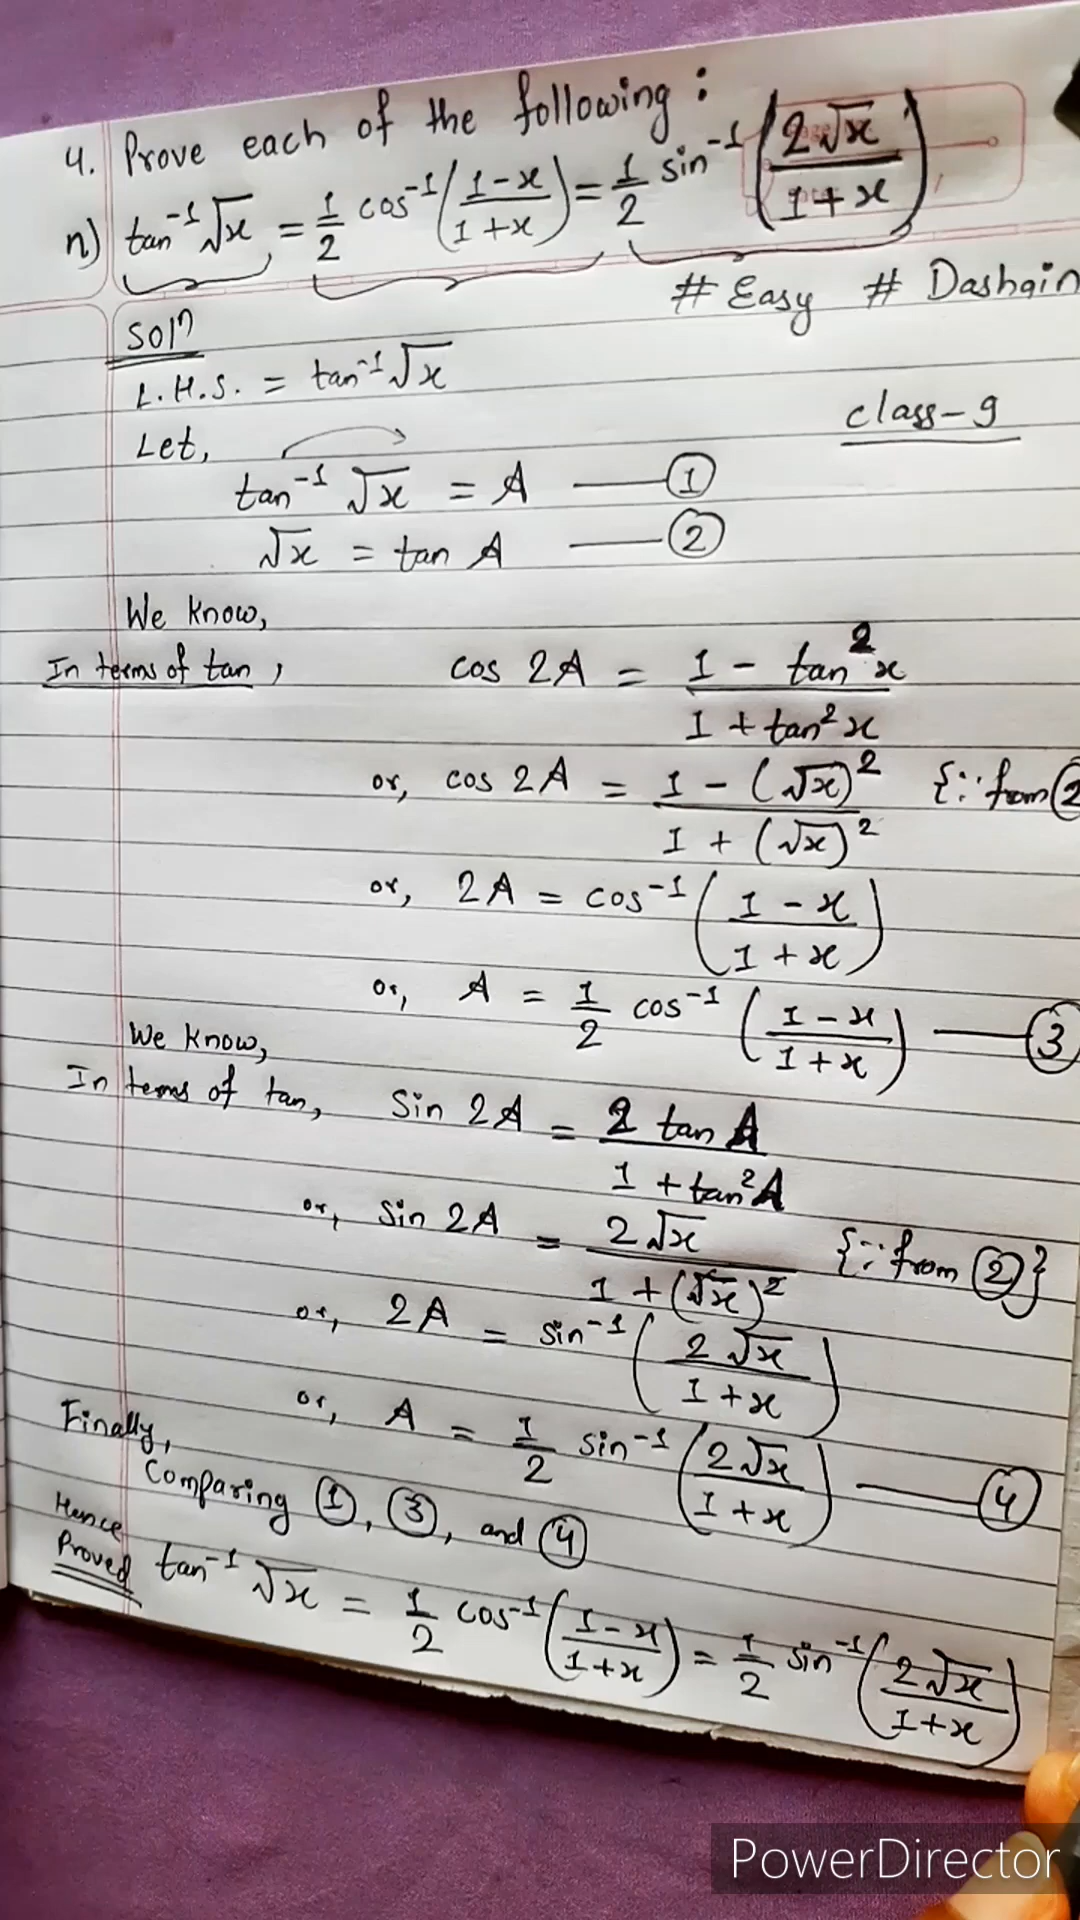 4. Prove each of the following :
n) tan⁻¹√x = 1/2 cos⁻¹((1-x)/(1+x)) = 1/2 sin⁻¹((2√x)/(1+x))
# Easy # Dashain
Solⁿ
L.H.S. = tan⁻¹√x
class-9
Let,
tan⁻¹ √x = A —— ①
√x = tan A —— ②
We know,
In terms of tan, cos 2A = (1 - tan²x)/(1 + tan²x)
or, cos 2A = (1 - (√x)²)/(1 + (√x)²) {∵ from ②
or, 2A = cos⁻¹((1 - x)/(1 + x))
or, A = 1/2 cos⁻¹((1 - x)/(1 + x)) —— ③
We know,
In terms of tan, Sin 2A = (2 tan A)/(1 + tan²A)
or, Sin 2A = (2√x)/(1 + (√x)²) {∵ from ②}
or, 2A = sin⁻¹((2√x)/(1 + x))
or, A = 1/2 sin⁻¹((2√x)/(1 + x)) —— ④
Finally,
Comparing ①, ③, and ④
Hence
Proved tan⁻¹ √x = 1/2 cos⁻¹((1-x)/(1+x)) = 1/2 sin⁻¹((2√x)/(1+x))
PowerDirector